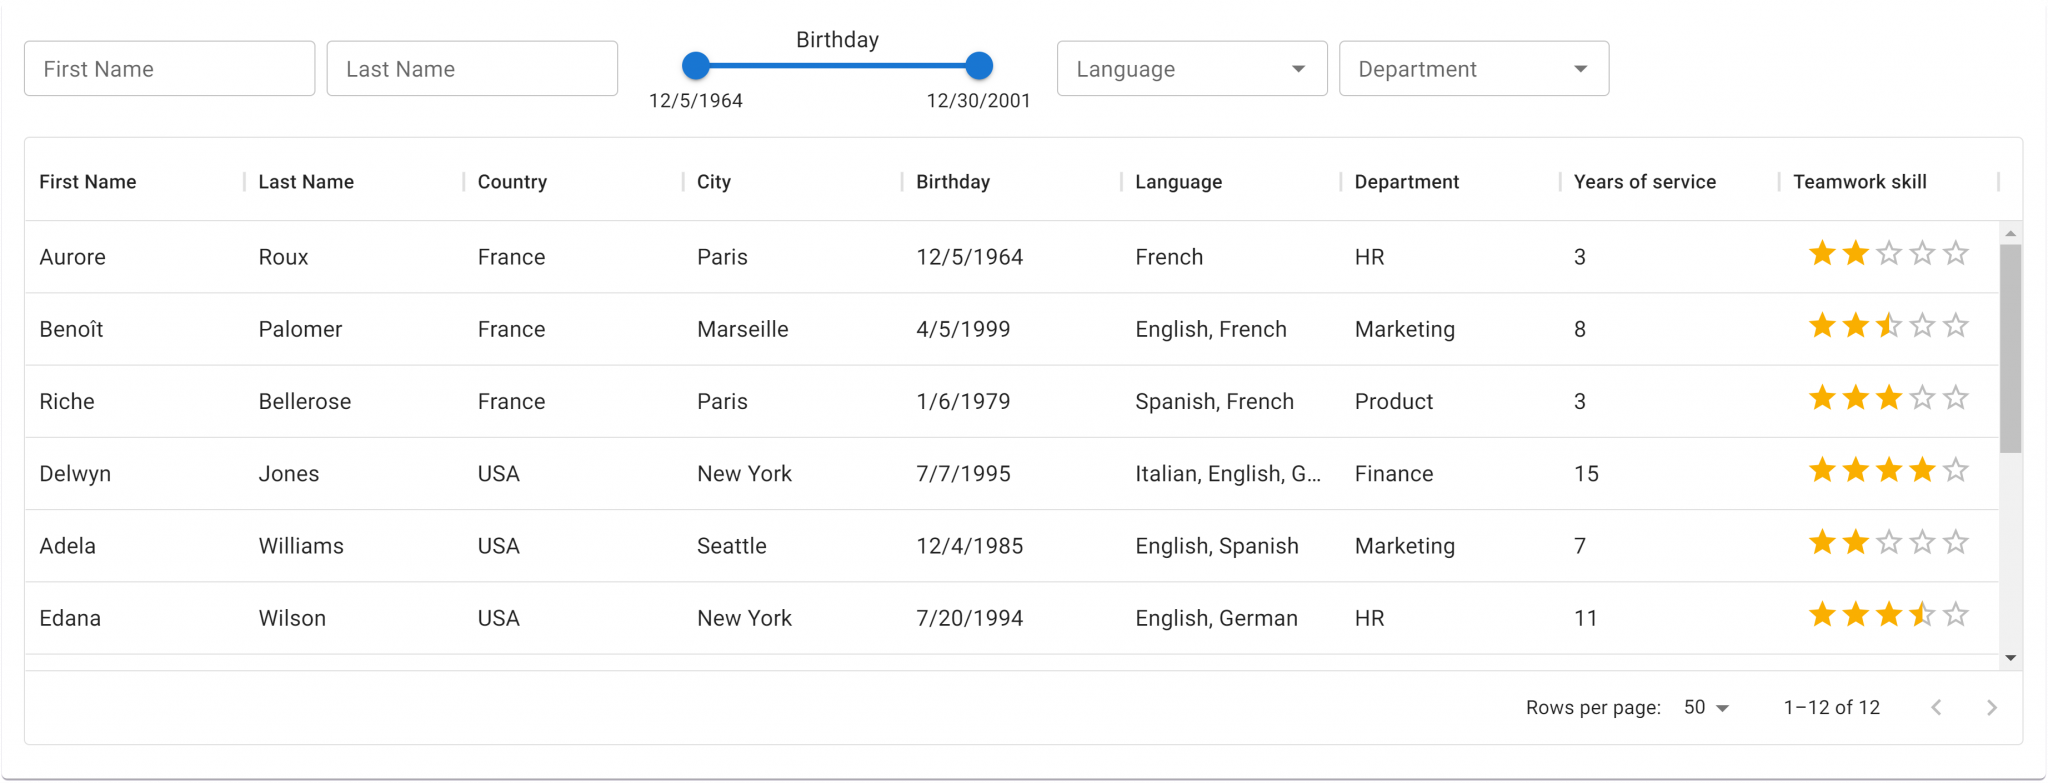 Birthday
First Name Last Name Language Department
12/5/1964 12/30/2001
First Name Last Name Country City Birthday Language Department Years of service Teamwork skill
Aurore Roux France Paris 12/5/1964 French HR 3
Benoît Palomer France Marseille 4/5/1999 English, French Marketing 8
Riche Bellerose France Paris 1/6/1979 Spanish, French Product 3
Delwyn Jones USA New York 7/7/1995 Italian, English, G... Finance 15
Adela Williams USA Seattle 12/4/1985 English, Spanish Marketing 7
Edana Wilson USA New York 7/20/1994 English, German HR 11
Rows per page: 50 1–12 of 12